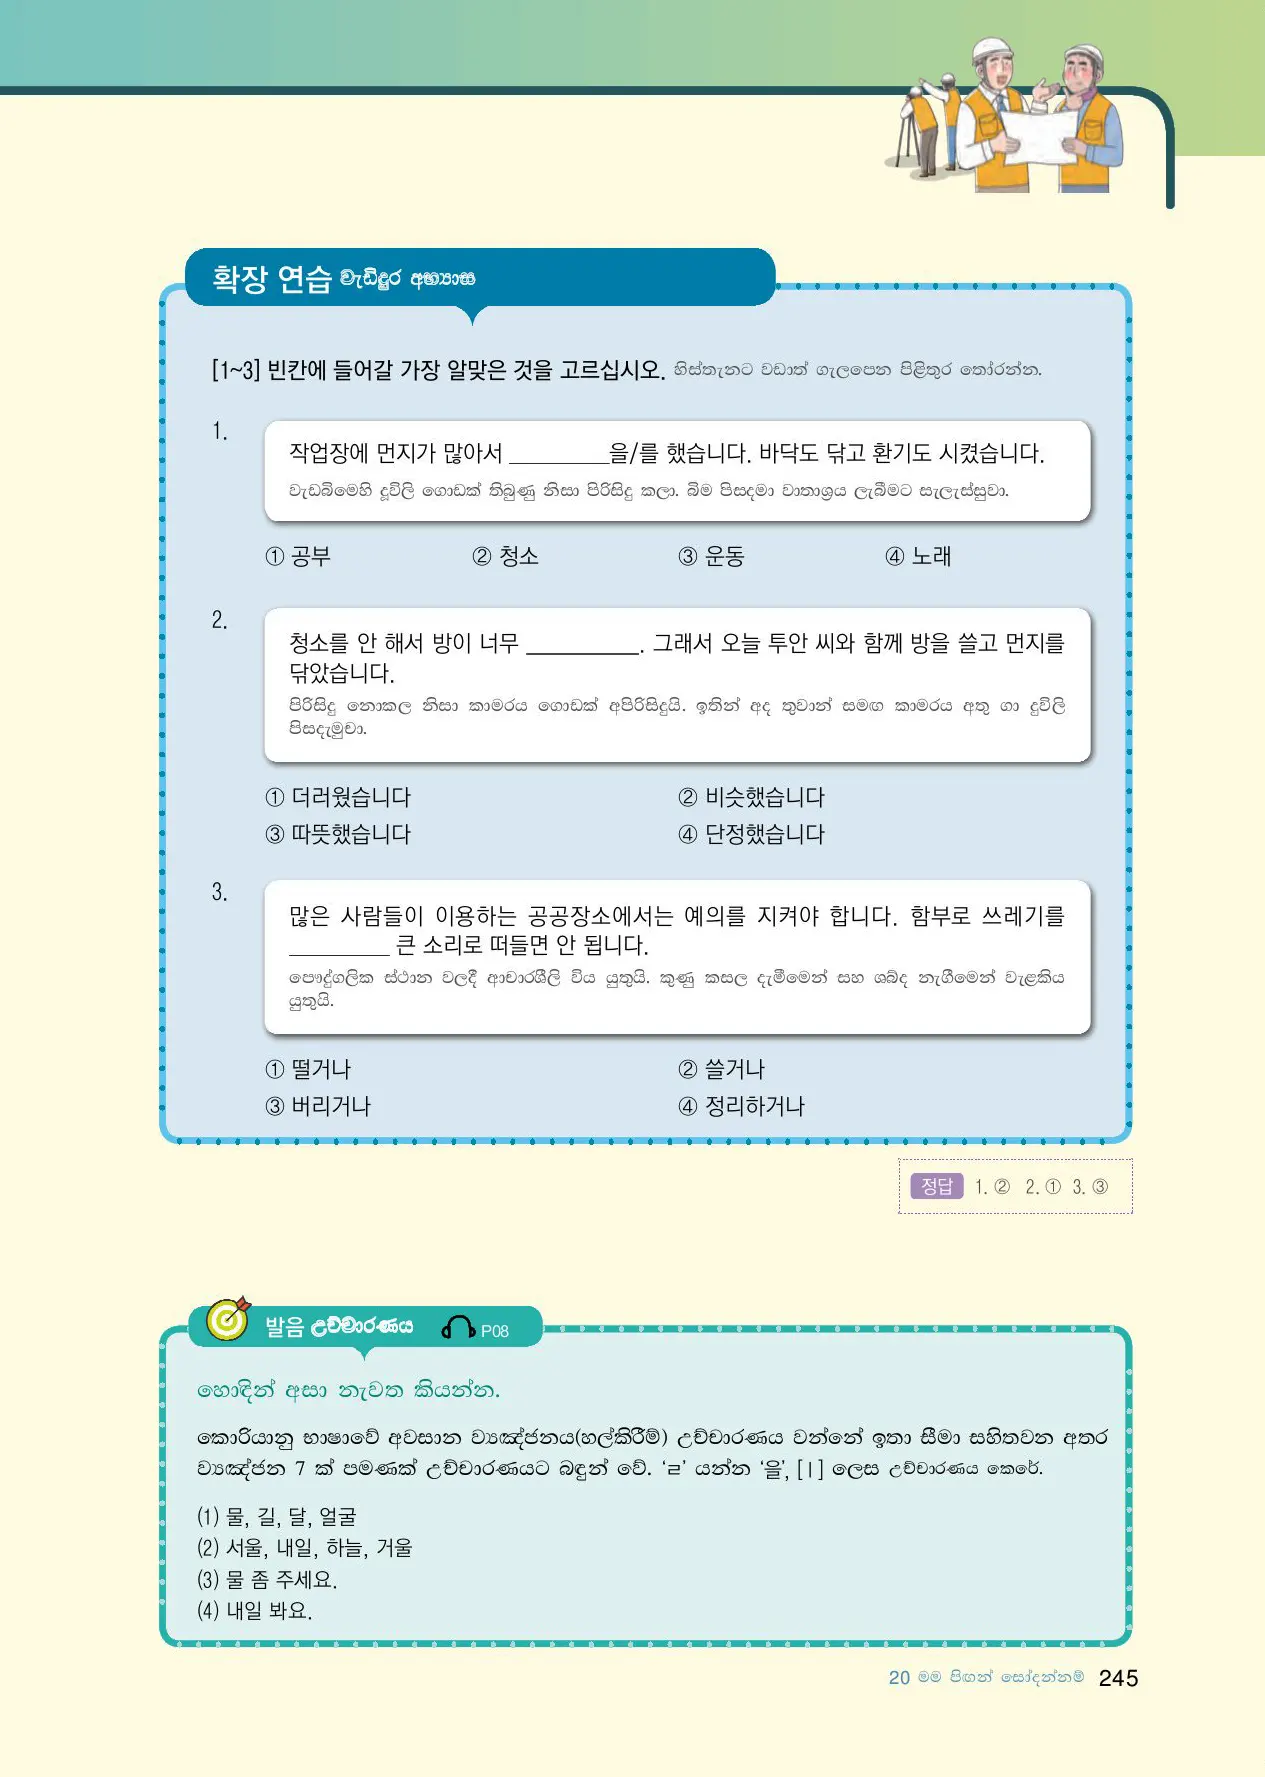 확장 연습 වැඩිදුර අභ්‍යාස
[1~3] 빈칸에 들어갈 가장 알맞은 것을 고르십시오. හිස්තැනට වඩාත් ගැලපෙන පිළිතුර තෝරන්න.
1.
작업장에 먼지가 많아서 _________을/를 했습니다. 바닥도 닦고 환기도 시켰습니다.
වැඩබිමෙහි දූවිලි ගොඩක් තිබුණු නිසා පිරිසිදු කලා. බිම පිසදමා වාතාශ්‍රය ලැබීමට සැලැස්සුවා.
① 공부 ② 청소 ③ 운동 ④ 노래
2.
청소를 안 해서 방이 너무 __________. 그래서 오늘 투안 씨와 함께 방을 쓸고 먼지를
닦았습니다.
පිරිසිදු නොකල නිසා කාමරය ගොඩක් අපිරිසිදුයි. ඉතින් අද තුවාන් සමඟ කාමරය අතු ගා දුවිලි
පිසදැමුවා.
① 더러웠습니다 ② 비슷했습니다
③ 따뜻했습니다 ④ 단정했습니다
3.
많은 사람들이 이용하는 공공장소에서는 예의를 지켜야 합니다. 함부로 쓰레기를
_________ 큰 소리로 떠들면 안 됩니다.
පෞද්ගලික ස්ථාන වලදී ආචාරශීලි විය යුතුයි. කුණු කසල දැමීමෙන් සහ ශබ්ද නැගීමෙන් වැළකිය
යුතුයි.
① 떨거나 ② 쓸거나
③ 버리거나 ④ 정리하거나
정답 1. ② 2. ① 3. ③
발음 උච්චාරණය P08
හොඳින් අසා නැවත කියන්න.
කොරියානු භාෂාවේ අවසාන ව්‍යඤ්ජනය(හල්කිරීම්) උච්චාරණය වන්නේ ඉතා සීමා සහිතවන අතර
ව්‍යඤ්ජන 7 ක් පමණක් උච්චාරණයට බඳුන් වේ. ‘ㄹ’ යන්න ‘을’, [ㅣ] ලෙස උච්චාරණය කෙරේ.
(1) 물, 길, 달, 얼굴
(2) 서울, 내일, 하늘, 거울
(3) 물 좀 주세요.
(4) 내일 봐요.
20 මම පිඟන් සෝදන්නම් 245